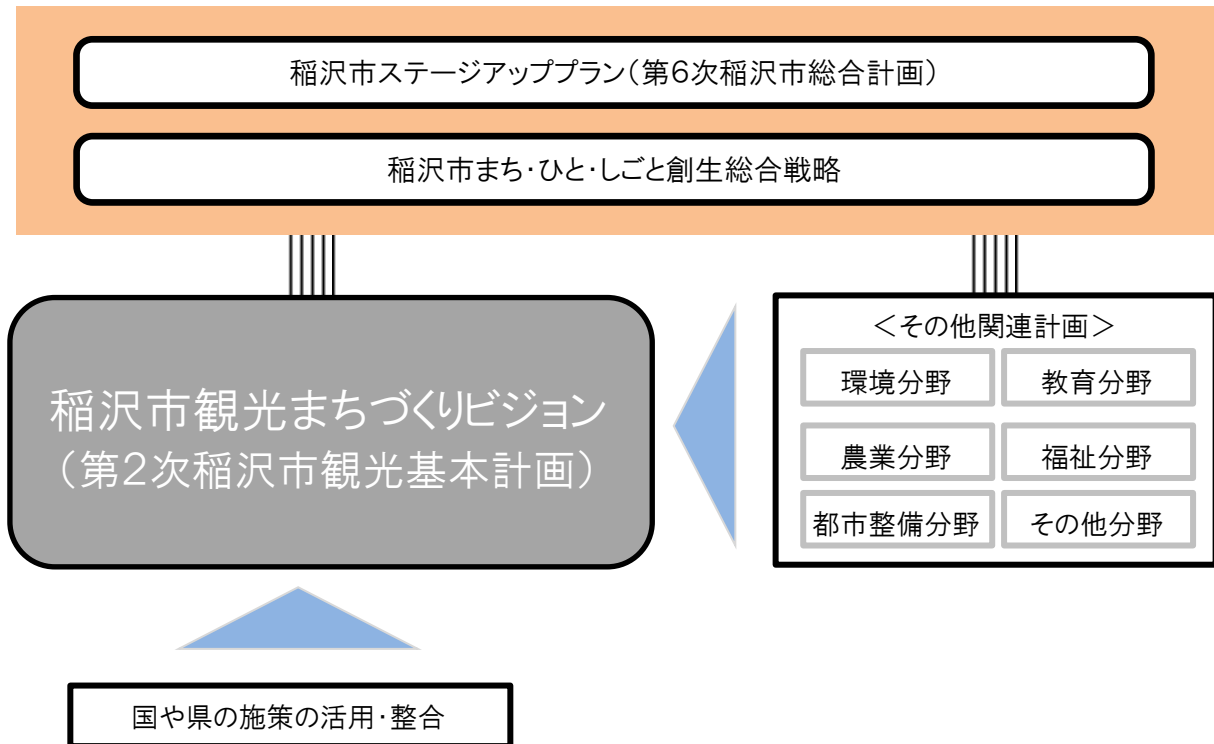 稲沢市ステージアッププラン(第6次稲沢市総合計画)
稲沢市まち・ひと・しごと創生総合戦略
稲沢市観光まちづくりビジョン
(第2次稲沢市観光基本計画)
<その他関連計画>
環境分野
教育分野
農業分野
福祉分野
都市整備分野
その他分野
国や県の施策の活用・整合